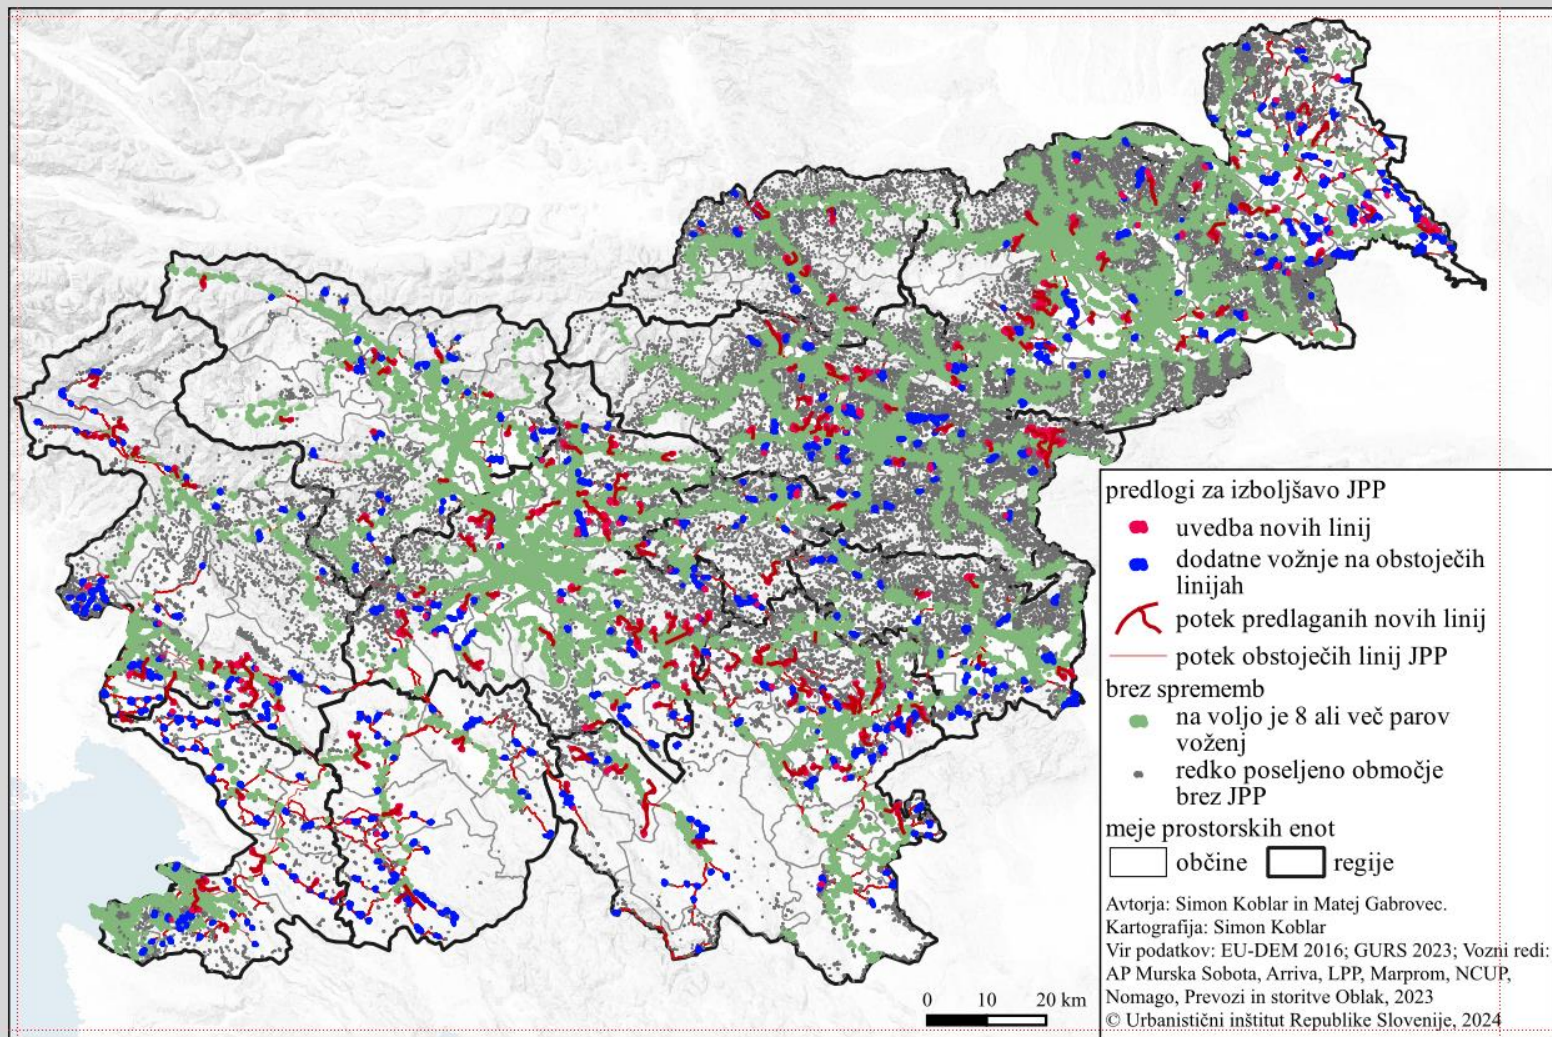 predlogi za izboljšavo JPP
uvedba novih linij
dodatne vožnje na obstoječih
linijah
potek predlaganih novih linij
potek obstoječih linij JPP
brez sprememb
na voljo je 8 ali več parov
voženj
redko poseljeno območje
brez JPP
meje prostorskih enot
občine regije
Avtorja: Simon Koblar in Matej Gabrovec.
Kartografija: Simon Koblar
Vir podatkov: EU-DEM 2016; GURS 2023; Vozni redi:
AP Murska Sobota, Arriva, LPP, Marprom, NCUP,
Nomago, Prevozi in storitve Oblak, 2023
© Urbanistični inštitut Republike Slovenije, 2024
0 10 20 km